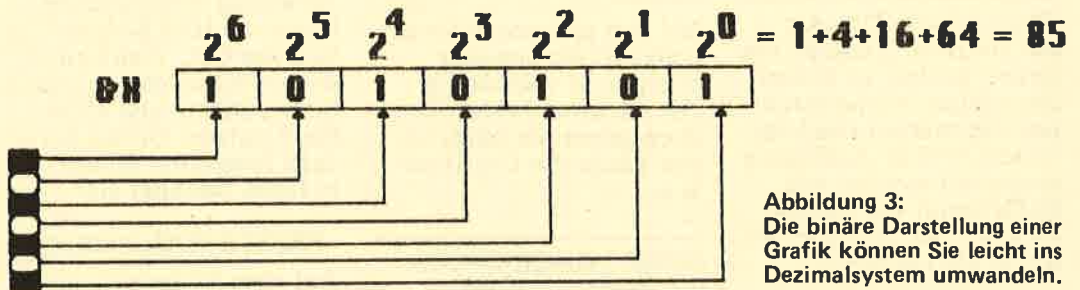 2⁶ 2⁵ 2⁴ 2³ 2² 2¹ 2⁰ = 1+4+16+64 = 85
&X 1 0 1 0 1 0 1
Abbildung 3:
Die binäre Darstellung einer
Grafik können Sie leicht ins
Dezimalsystem umwandeln.